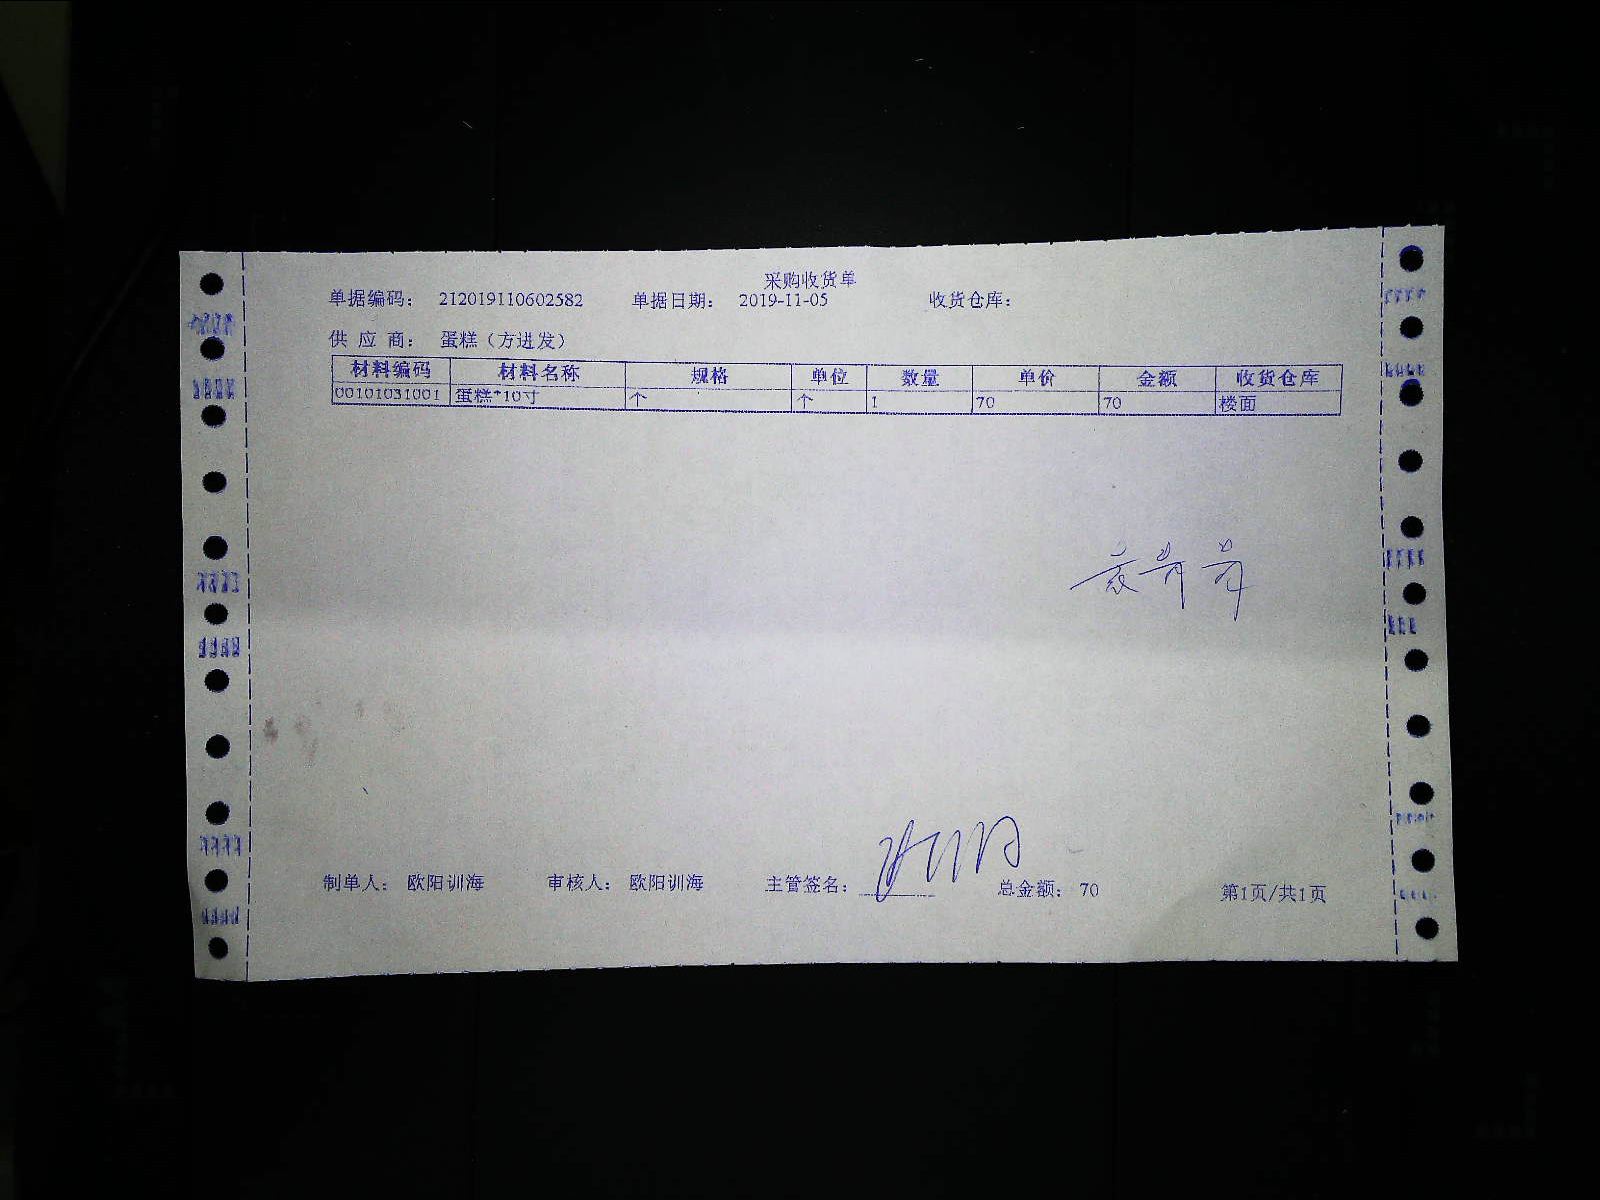 采购收货单
单据编码： 212019110602582 单据日期： 2019-11-05 收货仓库：
供 应 商： 蛋糕（方进发）
材料编码 材料名称 规格 单位 数量 单价 金额 收货仓库
00101031001 蛋糕*10寸 个 个 1 70 70 楼面
制单人： 欧阳训海 审核人： 欧阳训海 主管签名： 总金额： 70 第1页/共1页